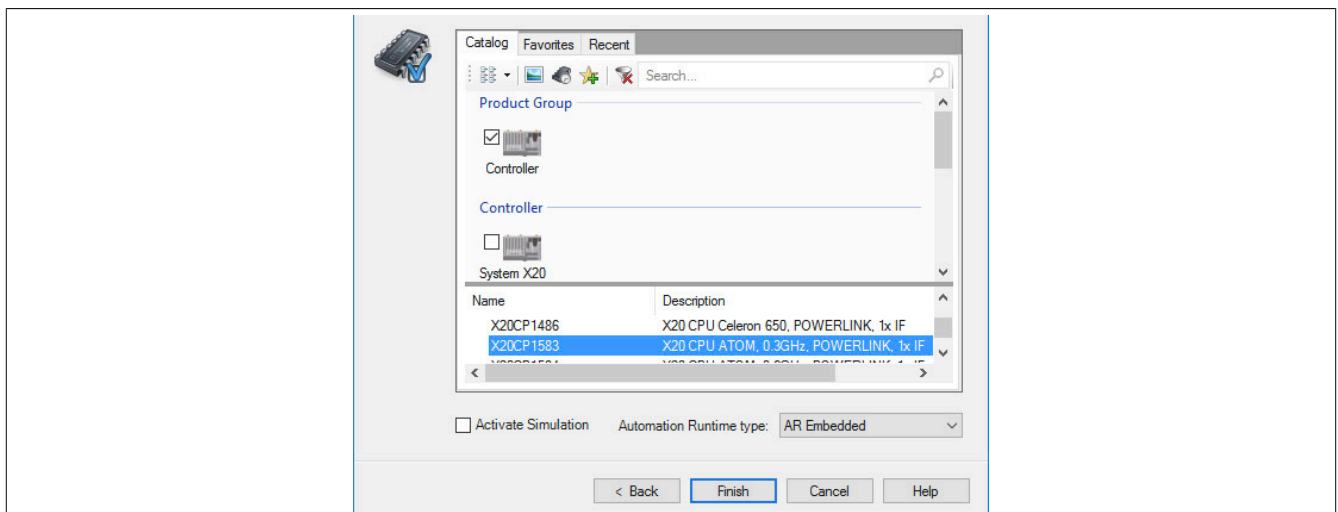 Catalog Favorites Recent
Search...
Product Group
Controller
Controller
System X20
Name Description
X20CP1486 X20 CPU Celeron 650, POWERLINK, 1x IF
X20CP1583 X20 CPU ATOM, 0.3GHz, POWERLINK, 1x IF
Activate Simulation Automation Runtime type: AR Embedded
< Back Finish Cancel Help